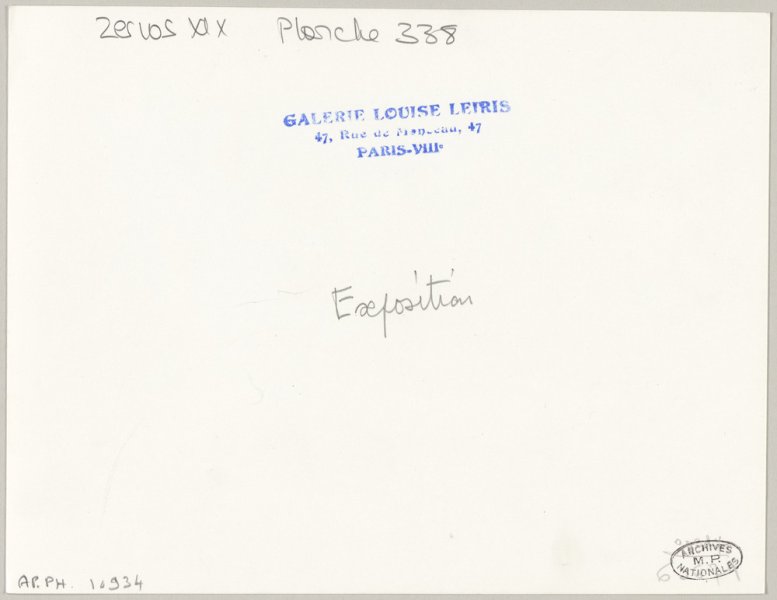 Zervos XIX Planche 338
GALERIE LOUISE LEIRIS
47, Rue de Monceau, 47
PARIS-VIIIe
Exposition
ARCHIVES
M.P.
NATIONALES
AP.PH. 10934